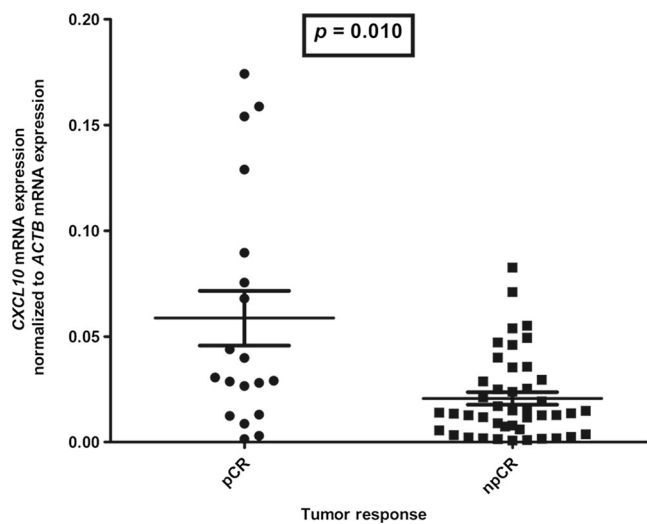 p = 0.010
CXCL10 mRNA expression
normalized to ACTB mRNA expression
0.20
0.15
0.10
0.05
0.00
pCR
npCR
Tumor response